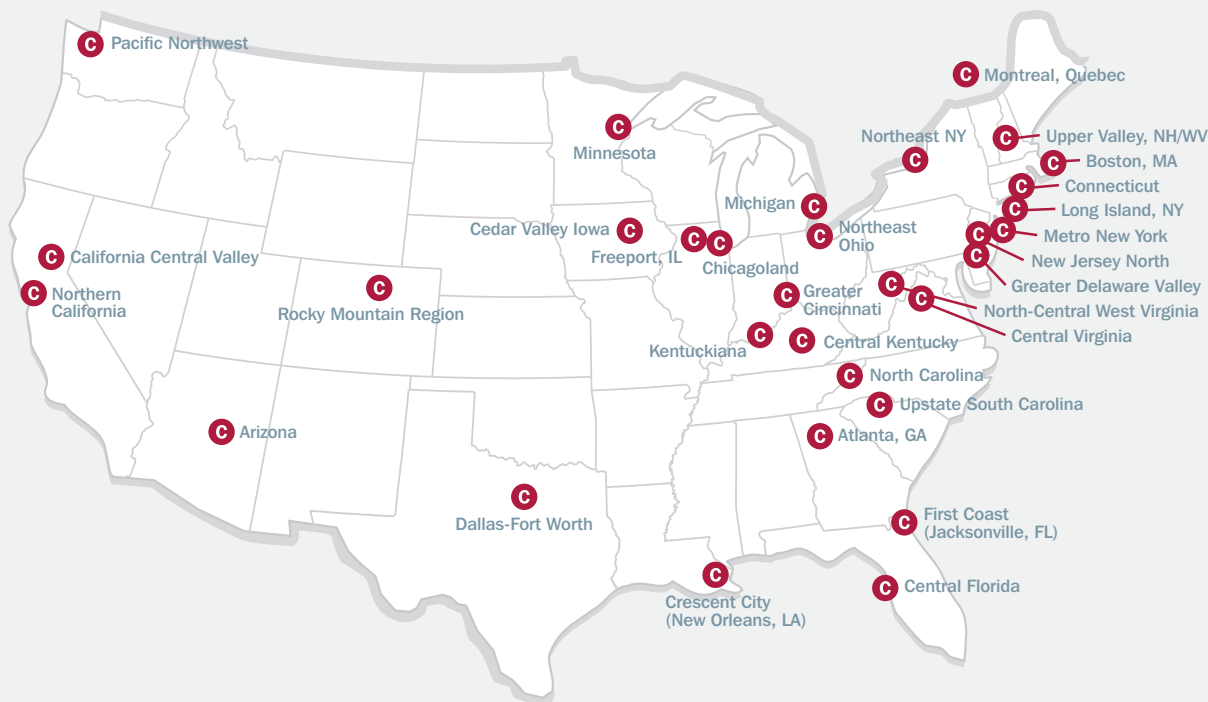 C Pacific Northwest
C Montreal, Quebec
C
Minnesota
Northeast NY
C
C Upper Valley, NH/WV
C Boston, MA
C Connecticut
C Long Island, NY
C Metro New York
C New Jersey North
C Greater Delaware Valley
Michigan C
C Northeast
Ohio
Cedar Valley Iowa C
Freeport, IL C
C
Chicagoland
C California Central Valley
C Northern
California
C
Rocky Mountain Region
C Greater
Cincinnati
C North-Central West Virginia
C Central Virginia
Kentuckiana C
C Central Kentucky
C North Carolina
C Upstate South Carolina
C Arizona
C Atlanta, GA
C
Dallas-Fort Worth
C First Coast
(Jacksonville, FL)
C
Crescent City
(New Orleans, LA)
C Central Florida